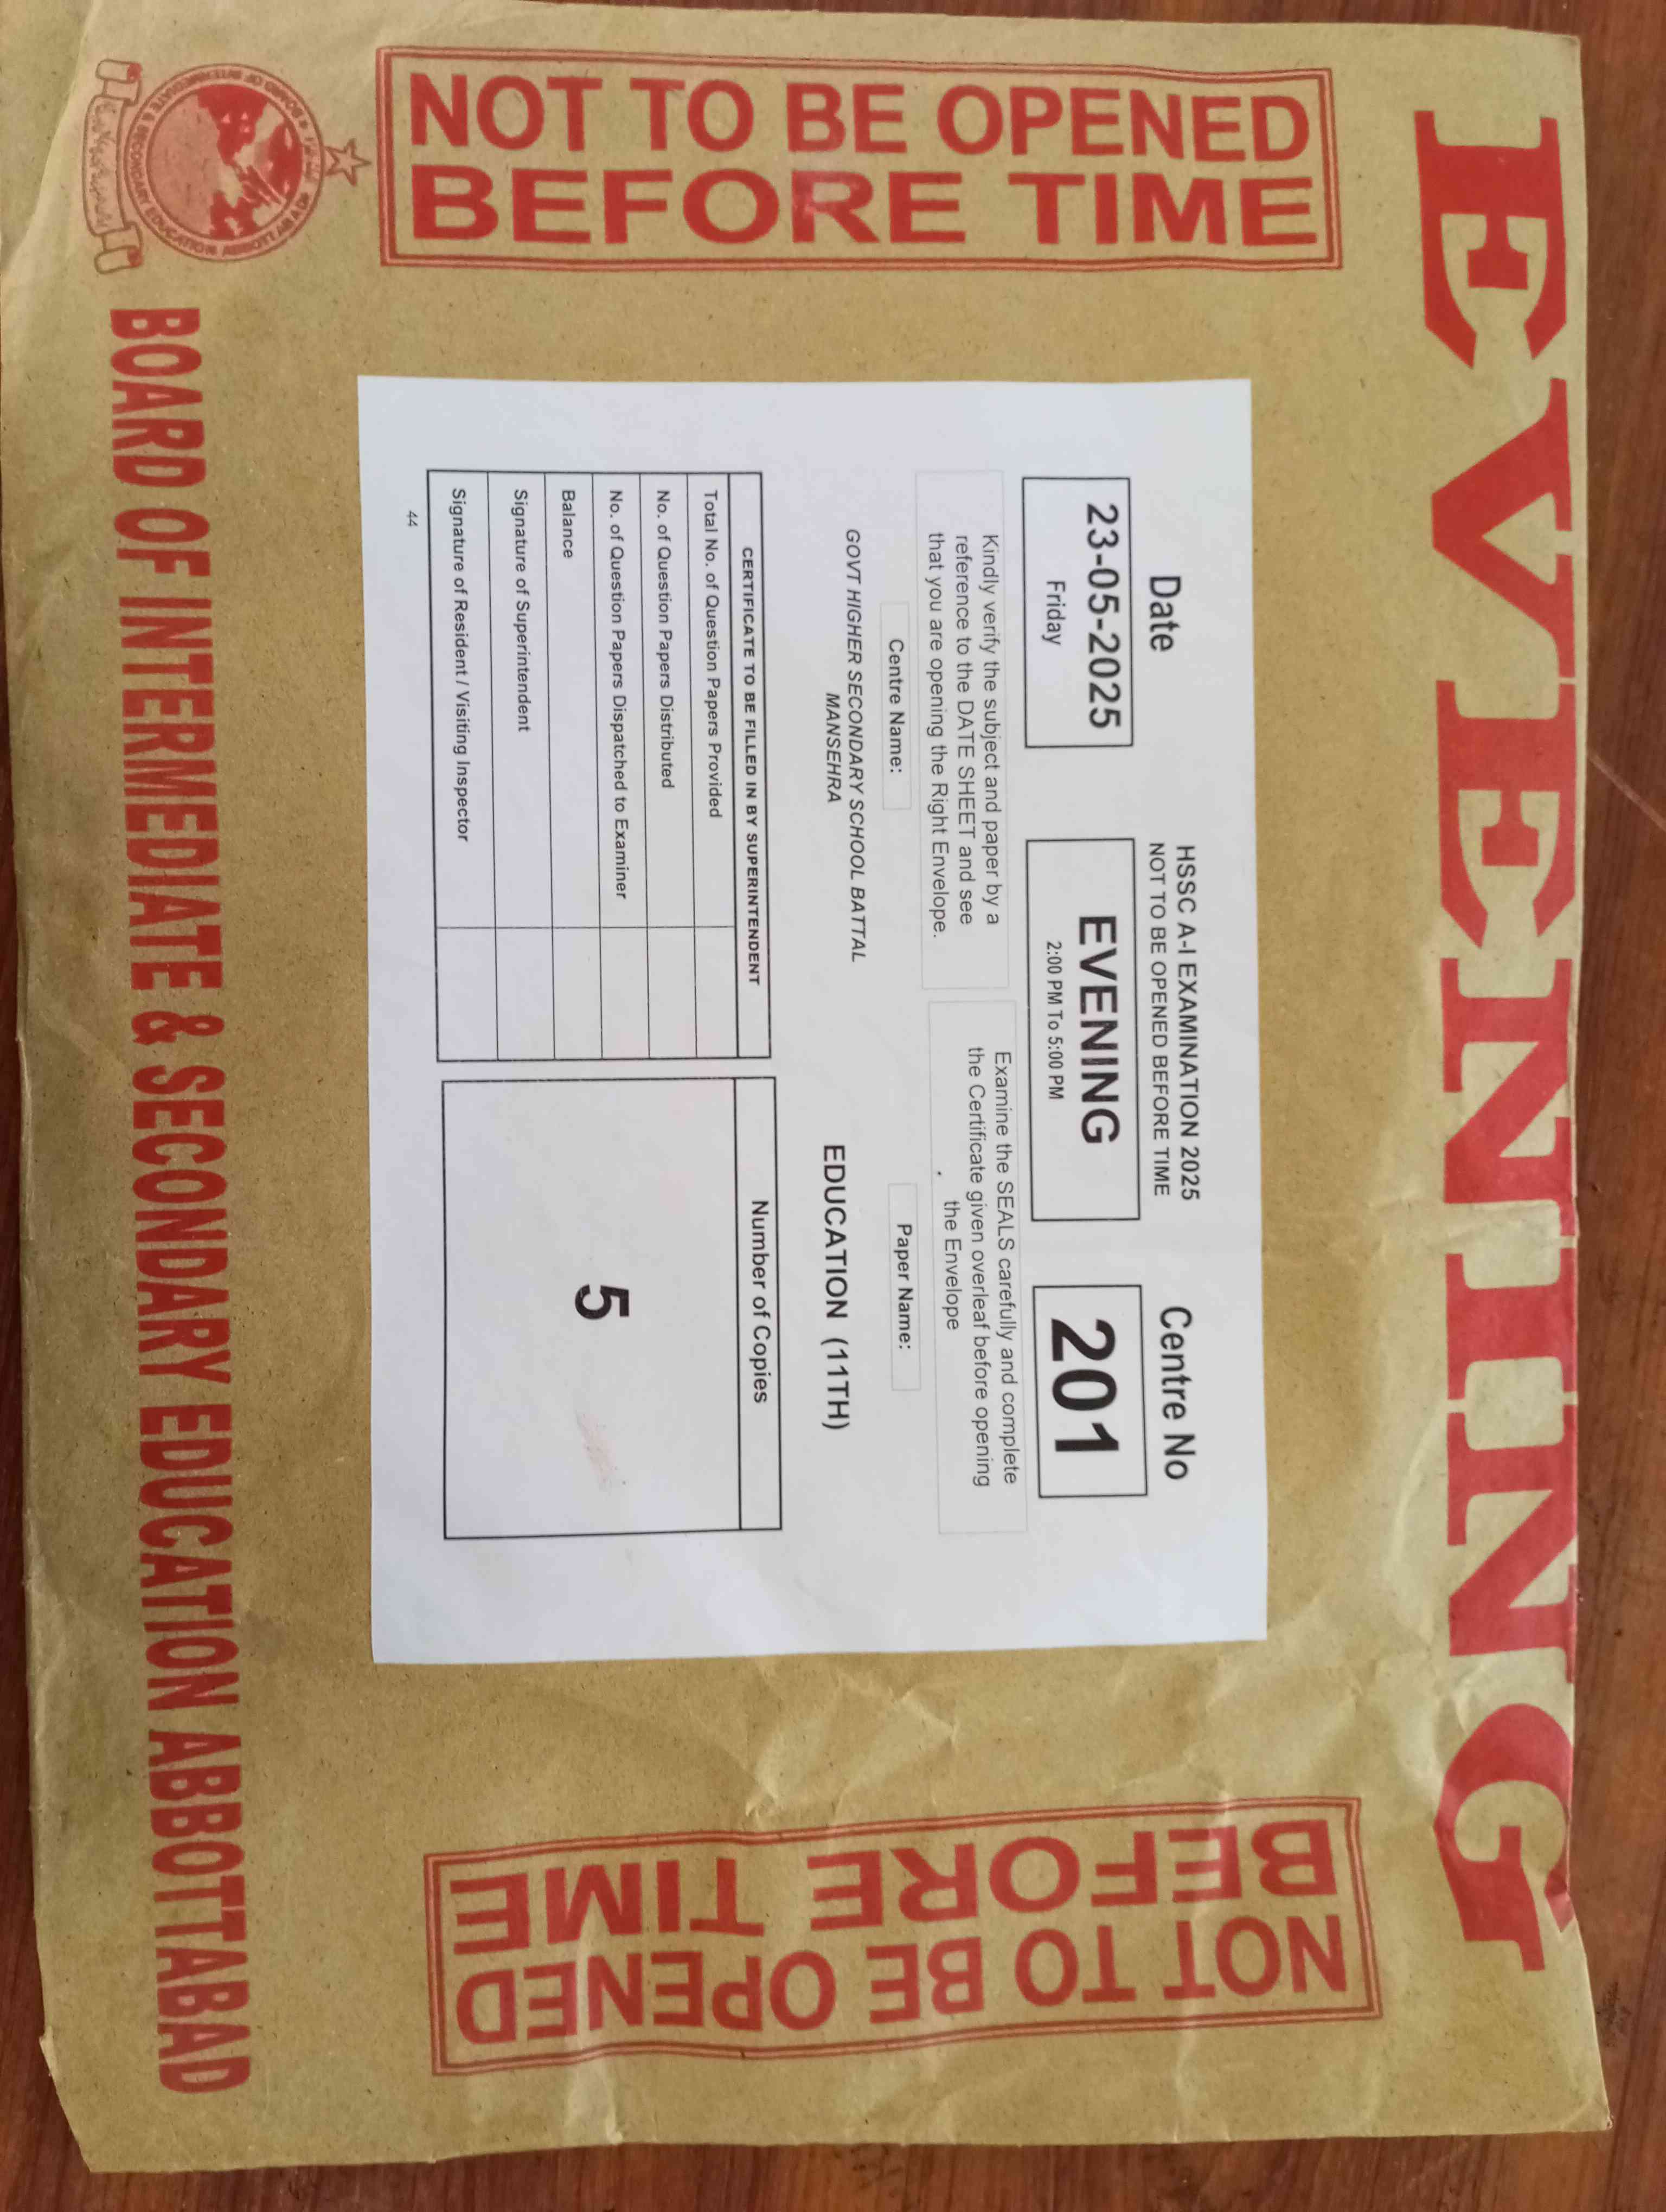 EVENING
NOT TO BE OPENED
BEFORE TIME
Date
HSSC A-I EXAMINATION 2025
NOT TO BE OPENED BEFORE TIME
Centre No
23-05-2025
Friday
EVENING
2:00 PM To 5:00 PM
201
Kindly verify the subject and paper by a
reference to the DATE SHEET and see
that you are opening the Right Envelope.
Examine the SEALS carefully and complete
the Certificate given overleaf before opening
the Envelope
Centre Name:
Paper Name:
GOVT HIGHER SECONDARY SCHOOL BATTAL
MANSEHRA
EDUCATION (11TH)
CERTIFICATE TO BE FILLED IN BY SUPERINTENDENT
Total No. of Question Papers Provided
No. of Question Papers Distributed
No. of Question Papers Dispatched to Examiner
Balance
Signature of Superintendent
Signature of Resident / Visiting Inspector
Number of Copies
5
44
NOT TO BE OPENED
BEFORE TIME
BOARD OF INTERMEDIATE & SECONDARY EDUCATION ABBOTTABAD
BOARD OF INTERMEDIATE & SECONDARY EDUCATION ABBOTTABAD